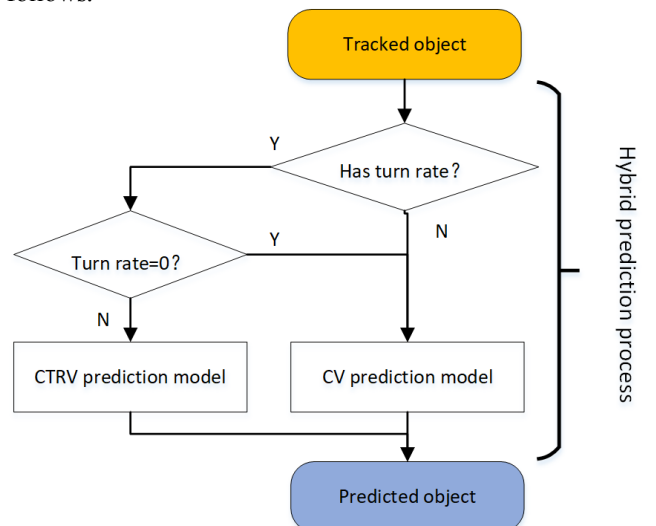 follows.
Tracked object
Y
Has turn rate?
N
Turn rate=0?
Y
N
CTRV prediction model
CV prediction model
Predicted object
Hybrid prediction process